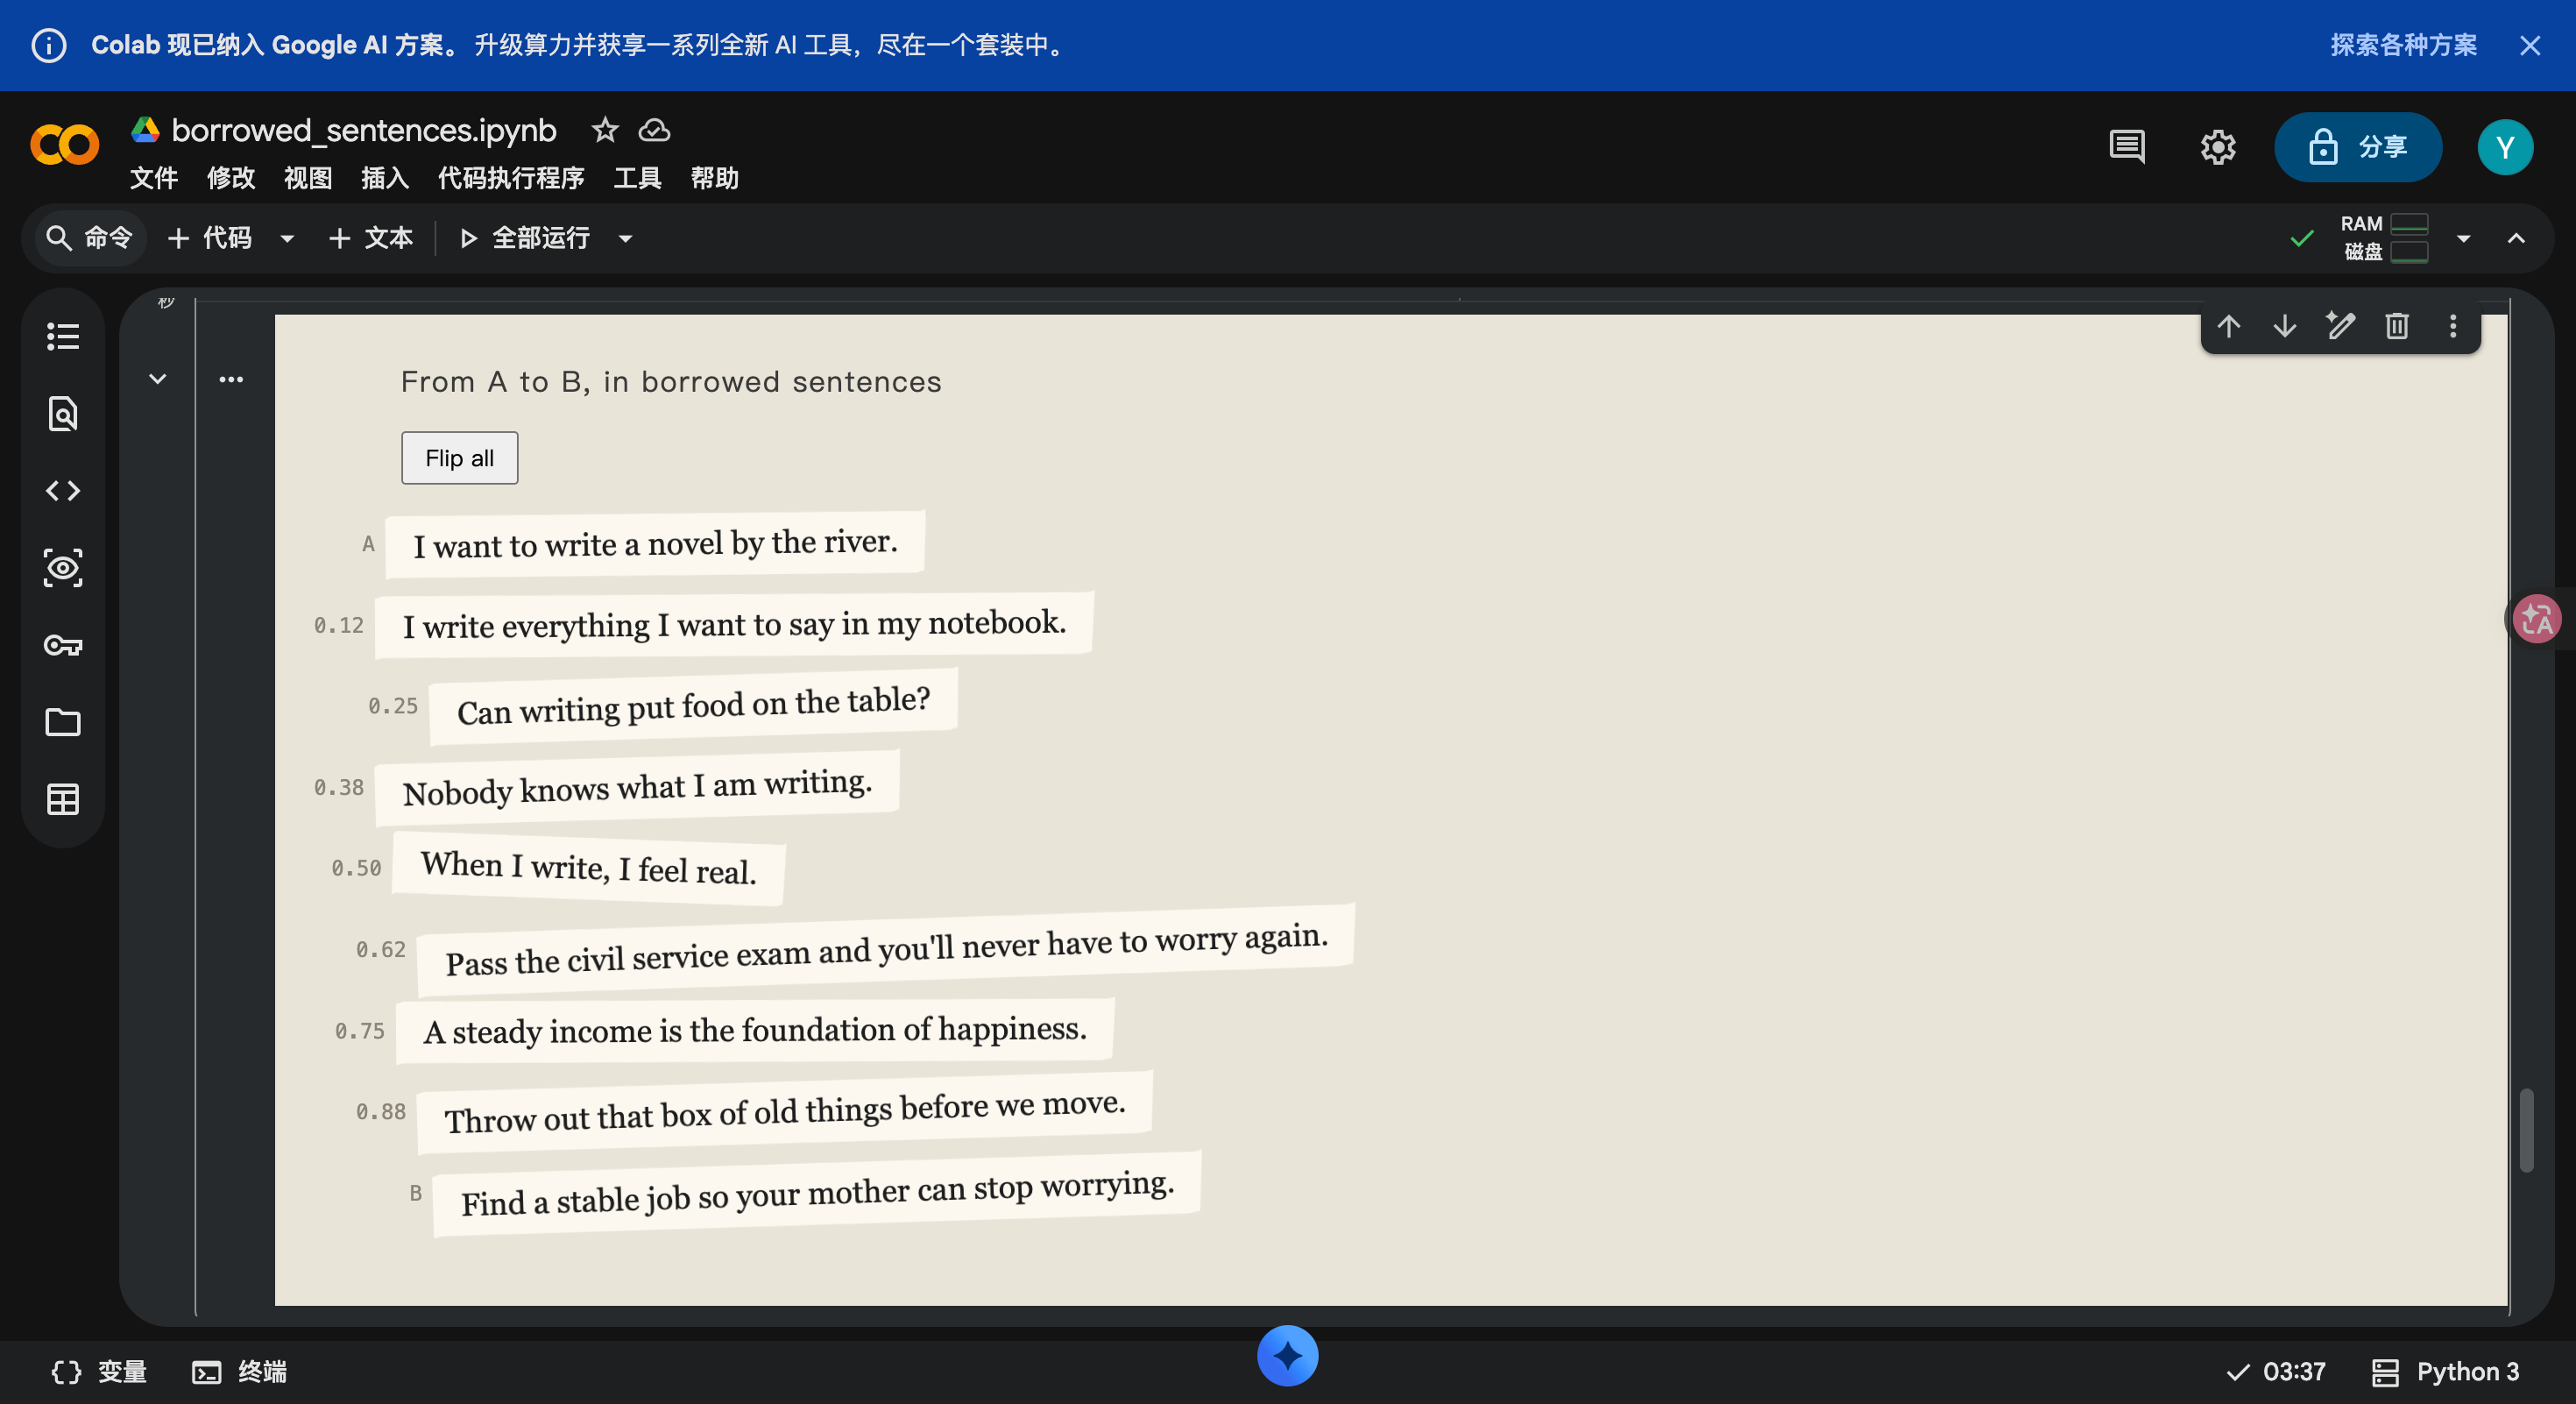 Colab 现已纳入 Google AI 方案。 升级算力并获享一系列全新 AI 工具，尽在一个套装中。 探索各种方案
borrowed_sentences.ipynb
文件 修改 视图 插入 代码执行程序 工具 帮助
分享 Y
命令 + 代码 + 文本 全部运行
RAM
磁盘
秒
From A to B, in borrowed sentences
Flip all
A I want to write a novel by the river.
0.12 I write everything I want to say in my notebook.
0.25 Can writing put food on the table?
0.38 Nobody knows what I am writing.
0.50 When I write, I feel real.
0.62 Pass the civil service exam and you'll never have to worry again.
0.75 A steady income is the foundation of happiness.
0.88 Throw out that box of old things before we move.
B Find a stable job so your mother can stop worrying.
变量 终端 03:37 Python 3